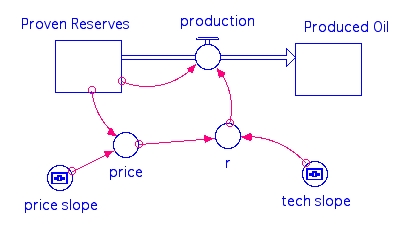 production
Proven Reserves
Produced Oil
price
r
tech slope
price slope